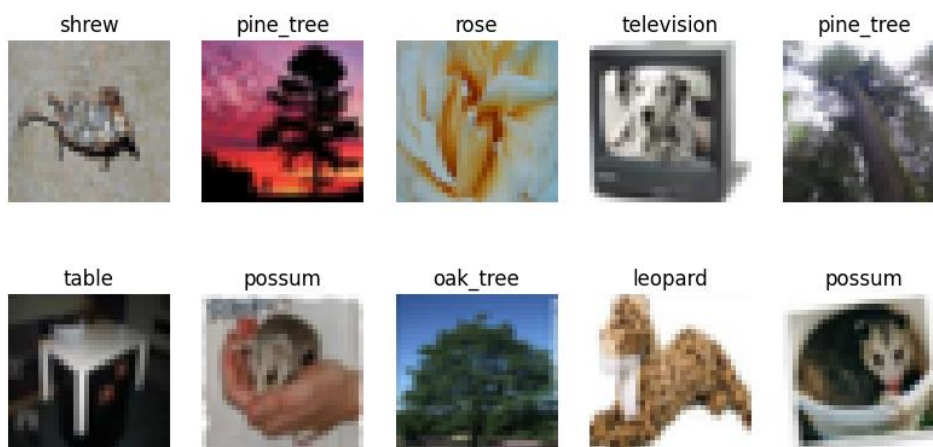 shrew
pine_tree
rose
television
pine_tree
table
possum
oak_tree
leopard
possum